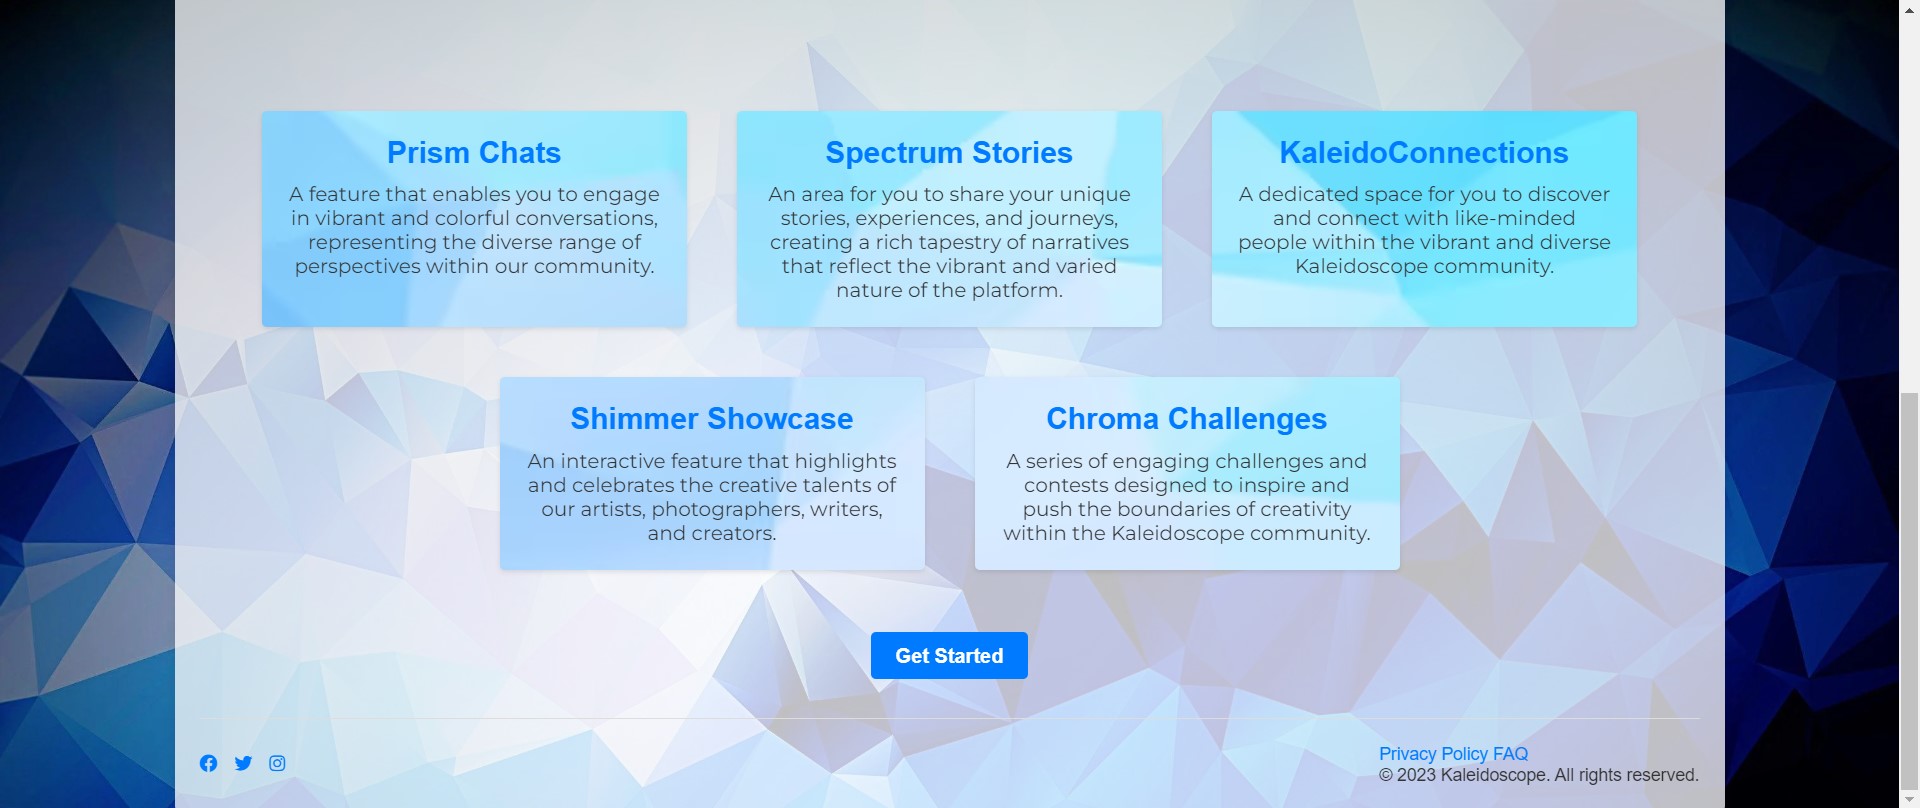 Prism Chats
A feature that enables you to engage
in vibrant and colorful conversations,
representing the diverse range of
perspectives within our community.
Spectrum Stories
An area for you to share your unique
stories, experiences, and journeys,
creating a rich tapestry of narratives
that reflect the vibrant and varied
nature of the platform.
KaleidoConnections
A dedicated space for you to discover
and connect with like-minded
people within the vibrant and diverse
Kaleidoscope community.
Shimmer Showcase
An interactive feature that highlights
and celebrates the creative talents of
our artists, photographers, writers,
and creators.
Chroma Challenges
A series of engaging challenges and
contests designed to inspire and
push the boundaries of creativity
within the Kaleidoscope community.
Get Started
Privacy Policy FAQ
© 2023 Kaleidoscope. All rights reserved.